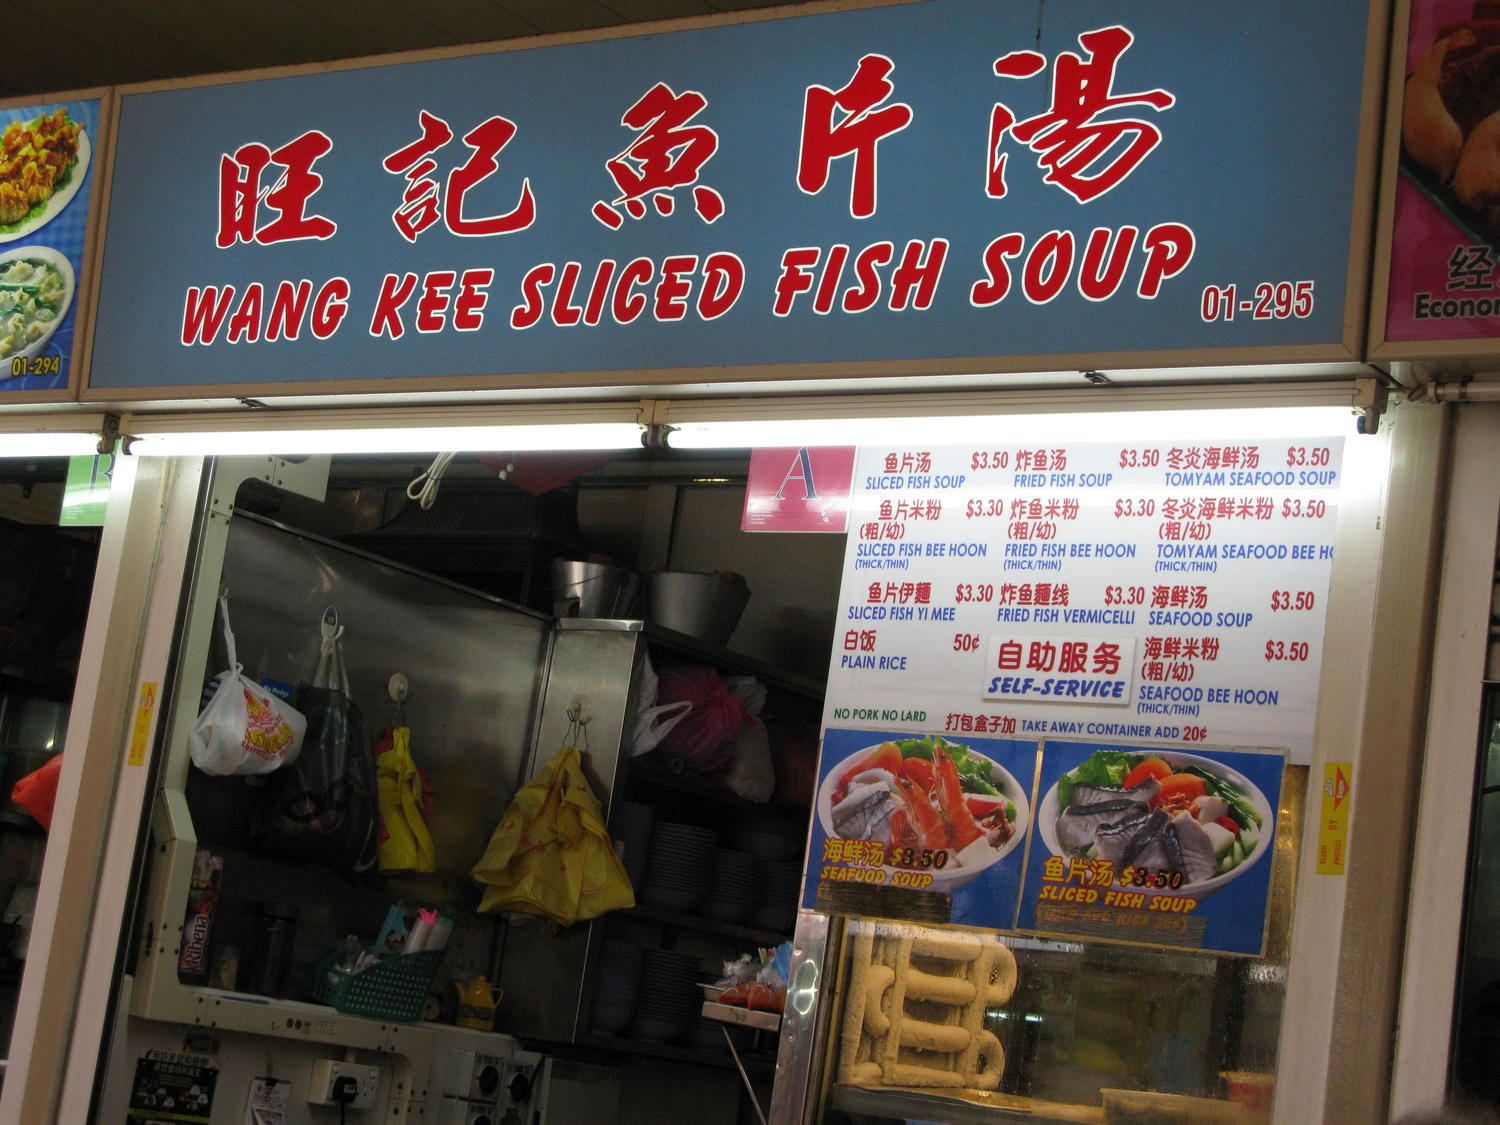 旺記魚片湯
WANG KEE SLICED FISH SOUP
01-295
01-294
经
Econo
B
A
鱼片汤 $3.50
SLICED FISH SOUP
炸鱼汤 $3.50
FRIED FISH SOUP
冬炎海鲜汤 $3.50
TOMYAM SEAFOOD SOUP
鱼片米粉 $3.30
(粗/幼)
SLICED FISH BEE HOON
(THICK/THIN)
炸鱼米粉 $3.30
(粗/幼)
FRIED FISH BEE HOON
(THICK/THIN)
冬炎海鲜米粉 $3.50
(粗/幼)
TOMYAM SEAFOOD BEE HO
(THICK/THIN)
鱼片伊麵 $3.30
SLICED FISH YI MEE
炸鱼麵线 $3.30
FRIED FISH VERMICELLI
海鲜汤 $3.50
SEAFOOD SOUP
白饭 50¢
PLAIN RICE
自助服务
SELF-SERVICE
海鲜米粉 $3.50
(粗/幼)
SEAFOOD BEE HOON
(THICK/THIN)
NO PORK NO LARD
打包盒子加 TAKE AWAY CONTAINER ADD 20¢
海鲜汤 $3.50
SEAFOOD SOUP
鱼片汤 $3.50
SLICED FISH SOUP
Ribena